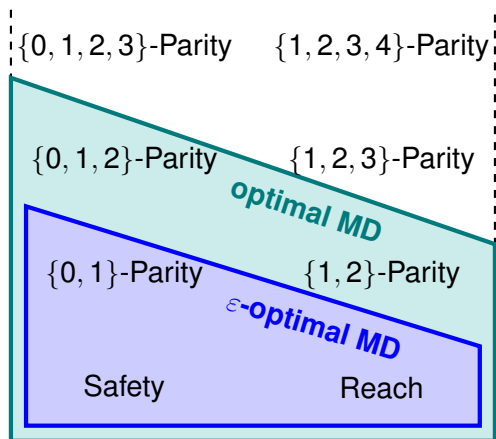 {0, 1, 2, 3}-Parity {1, 2, 3, 4}-Parity
{0, 1, 2}-Parity {1, 2, 3}-Parity
optimal MD
{0, 1}-Parity {1, 2}-Parity
ε-optimal MD
Safety Reach